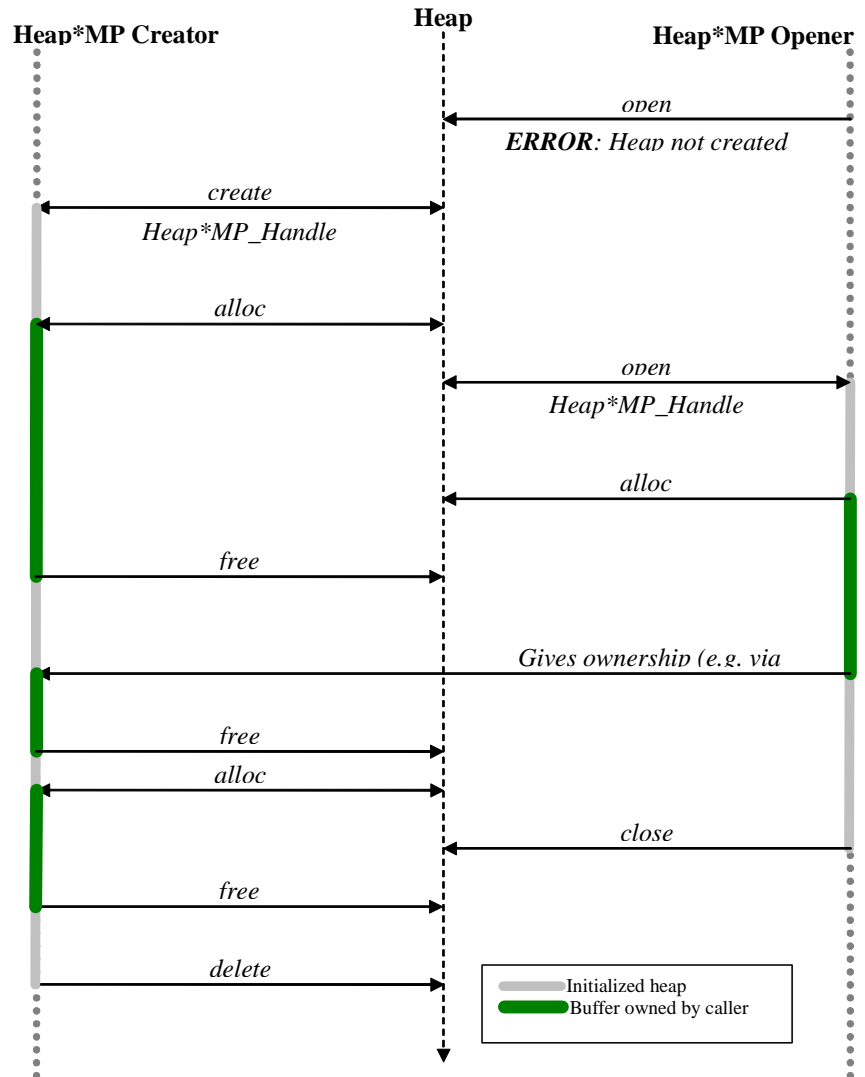 Heap
Heap*MP Creator
Heap*MP Opener
open
ERROR: Heap not created
create
Heap*MP_Handle
alloc
open
Heap*MP_Handle
alloc
free
Gives ownership (e.g. via
free
alloc
close
free
delete
Initialized heap
Buffer owned by caller